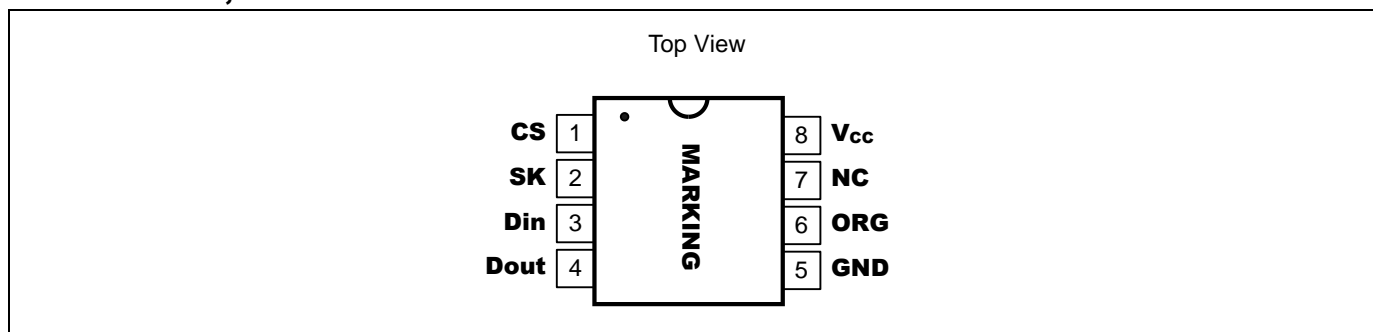 Top View
CS 1
SK 2
Din 3
Dout 4
MARKING
8 Vcc
7 NC
6 ORG
5 GND